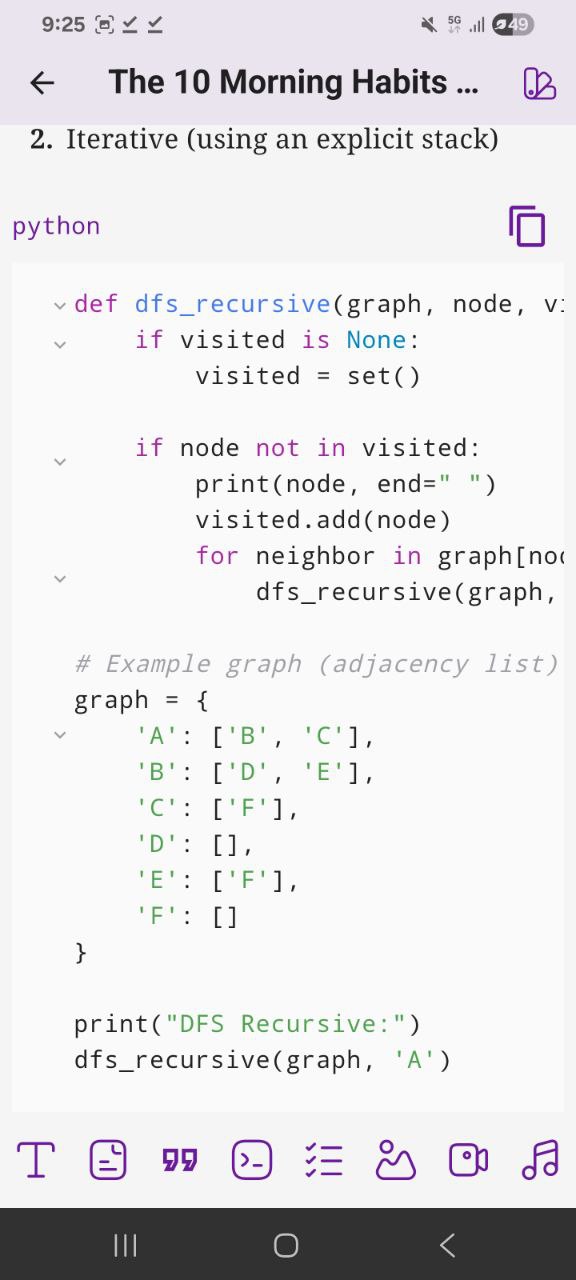 9:25
5G
49
The 10 Morning Habits ...
2. Iterative (using an explicit stack)
python
def dfs_recursive(graph, node, vi
    if visited is None:
        visited = set()
    if node not in visited:
        print(node, end=" ")
        visited.add(node)
        for neighbor in graph[nod
            dfs_recursive(graph,
# Example graph (adjacency list)
graph = {
    'A': ['B', 'C'],
    'B': ['D', 'E'],
    'C': ['F'],
    'D': [],
    'E': ['F'],
    'F': []
}
print("DFS Recursive:")
dfs_recursive(graph, 'A')